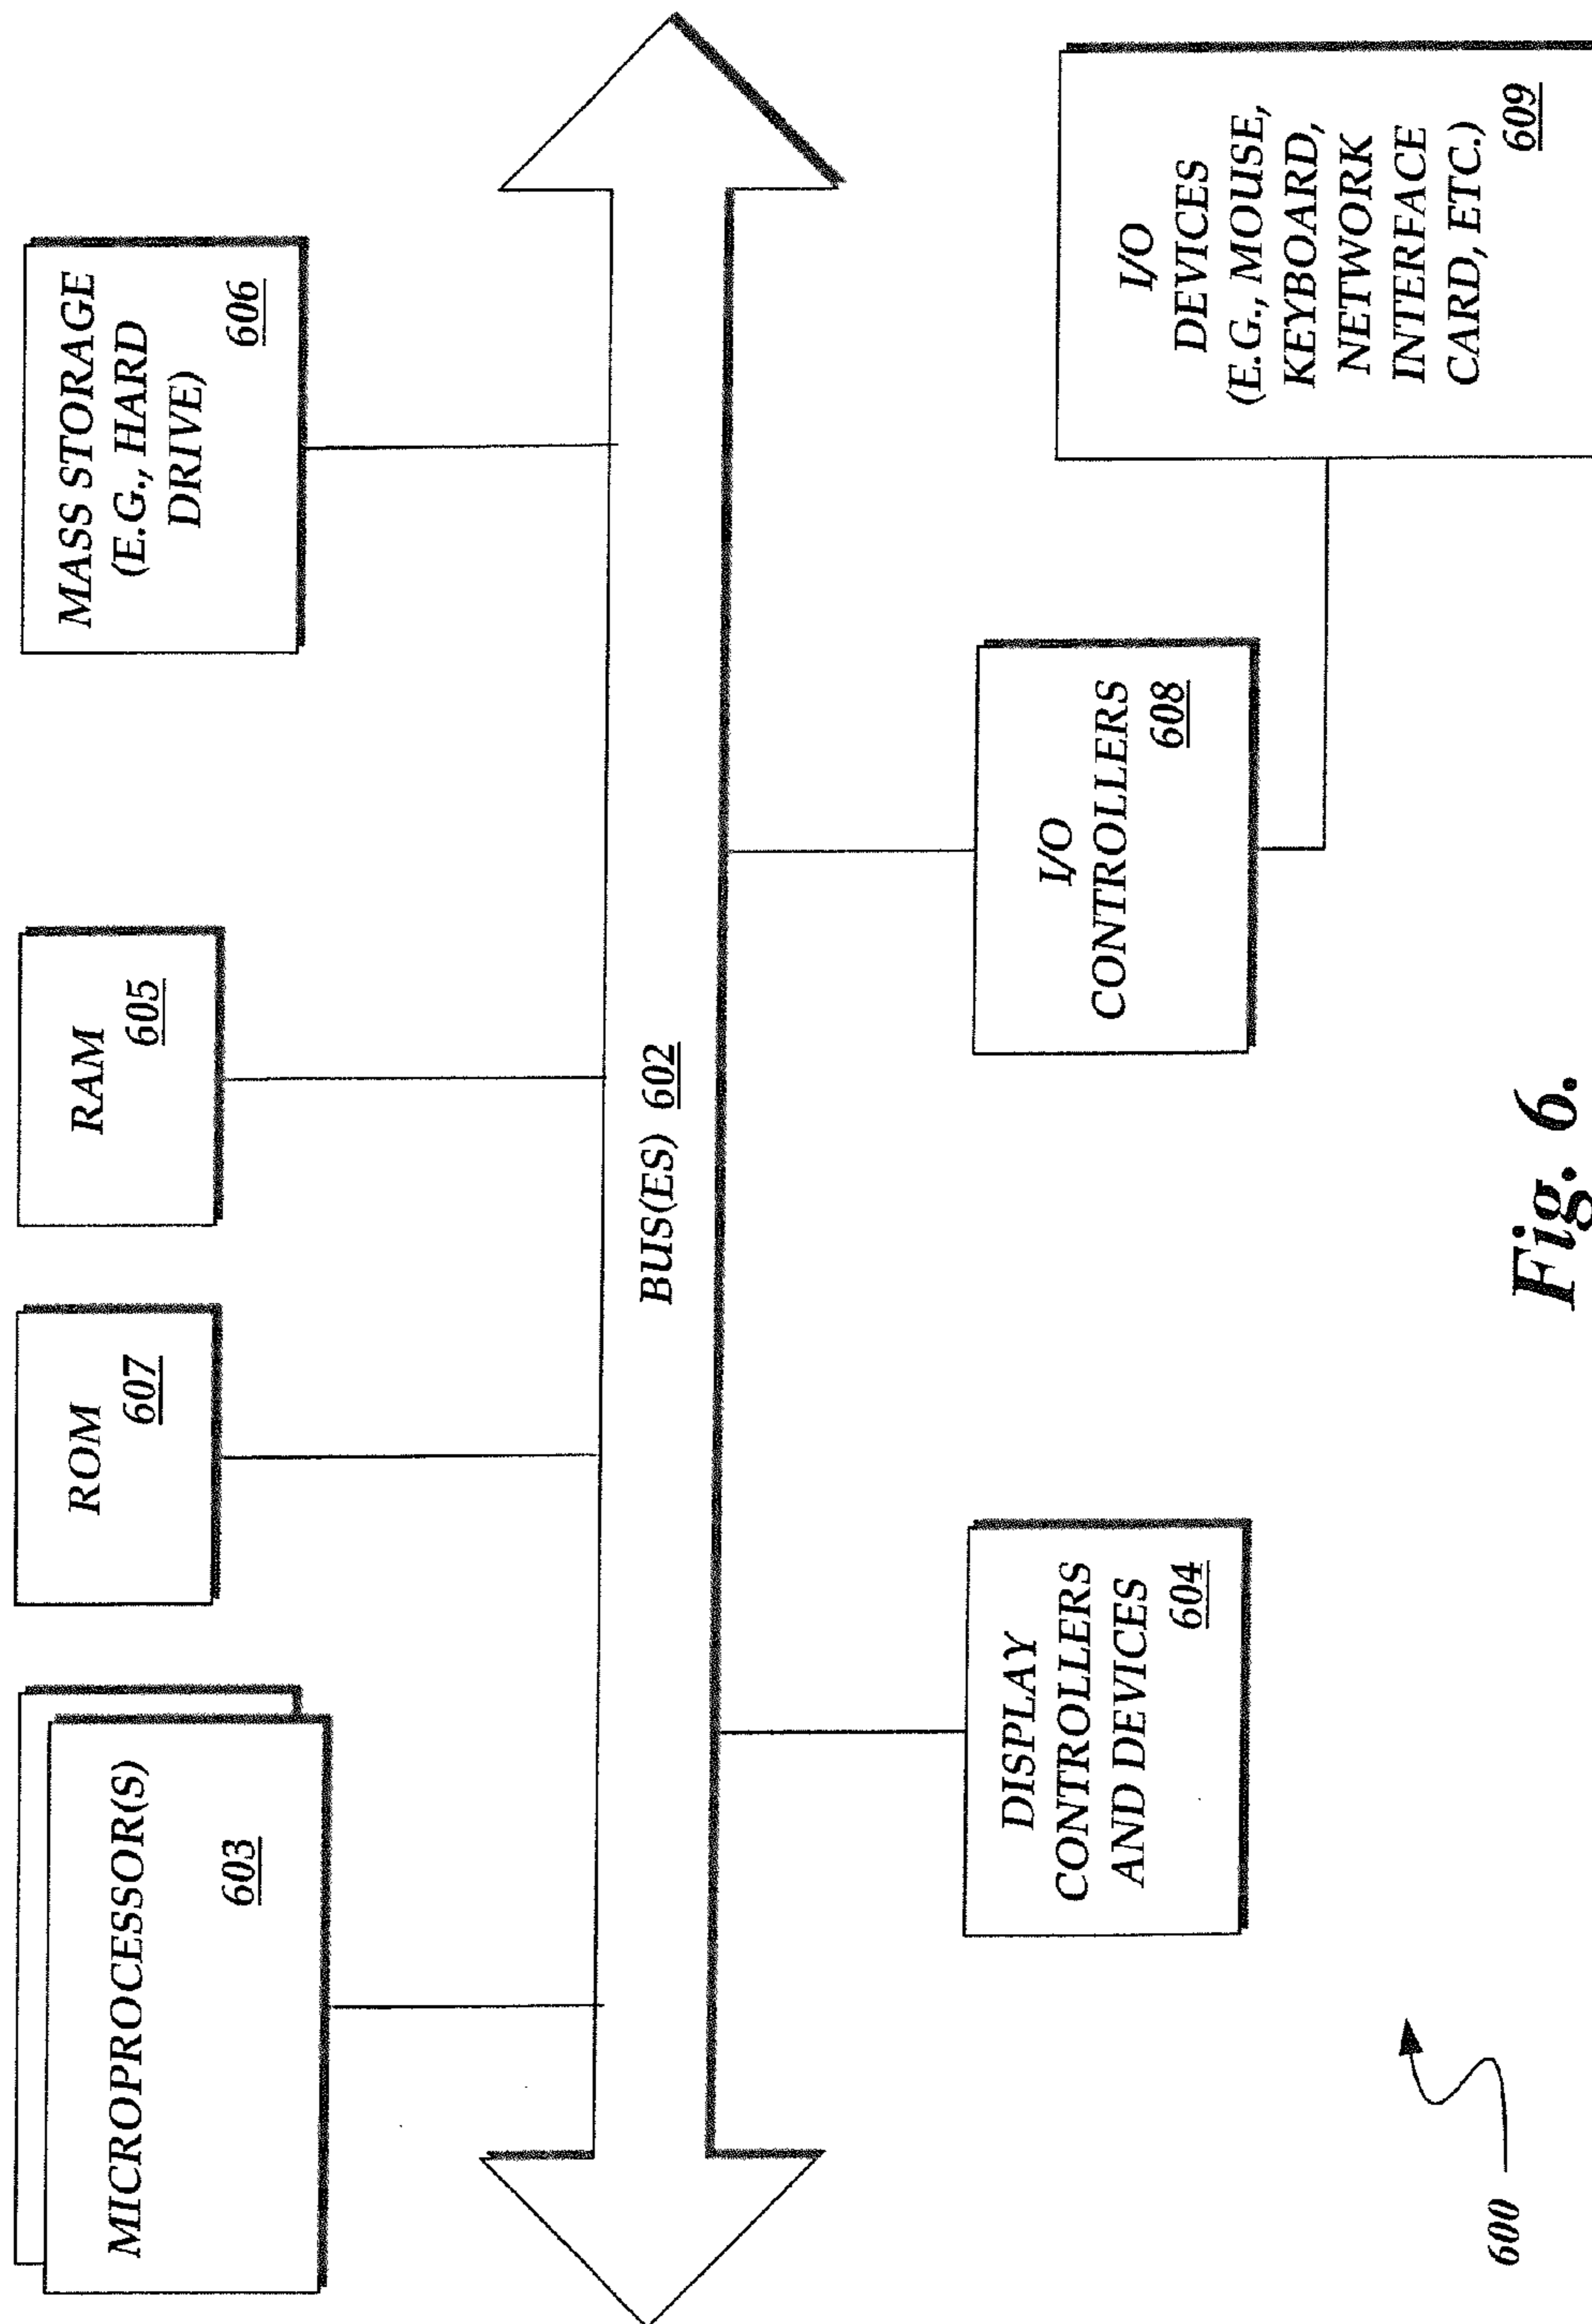 MICROPROCESSOR(S)
603
ROM
607
RAM
605
MASS STORAGE
(E.G., HARD
DRIVE)
606
BUS(ES) 602
DISPLAY
CONTROLLERS
AND DEVICES
604
I/O
CONTROLLERS
608
I/O
DEVICES
(E.G., MOUSE,
KEYBOARD,
NETWORK
INTERFACE
CARD, ETC.)
609
600
Fig. 6.